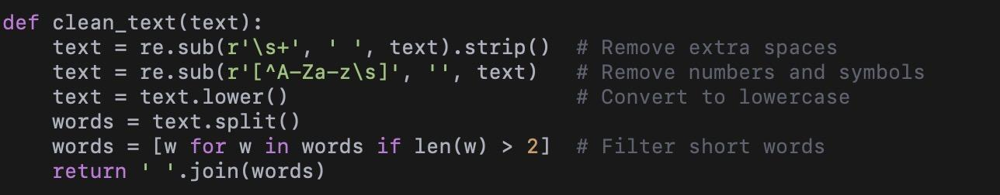 def clean_text(text):
    text = re.sub(r'\s+', ' ', text).strip()  # Remove extra spaces
    text = re.sub(r'[^A-Za-z\s]', '', text)   # Remove numbers and symbols
    text = text.lower()                       # Convert to lowercase
    words = text.split()
    words = [w for w in words if len(w) > 2]  # Filter short words
    return ' '.join(words)